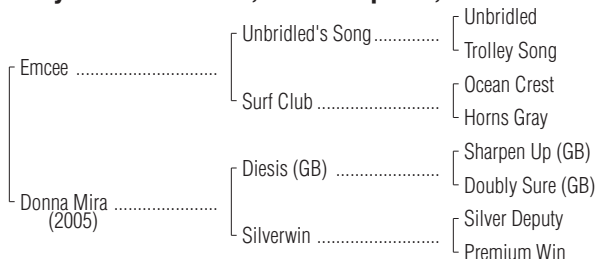 Unbridled
Unbridled's Song..............
Trolley Song
Emcee ..............................
Ocean Crest
Surf Club ..........................
Horns Gray
Sharpen Up (GB)
Diesis (GB) ......................
Doubly Sure (GB)
Donna Mira ......................
(2005)
Silver Deputy
Silverwin ..........................
Premium Win